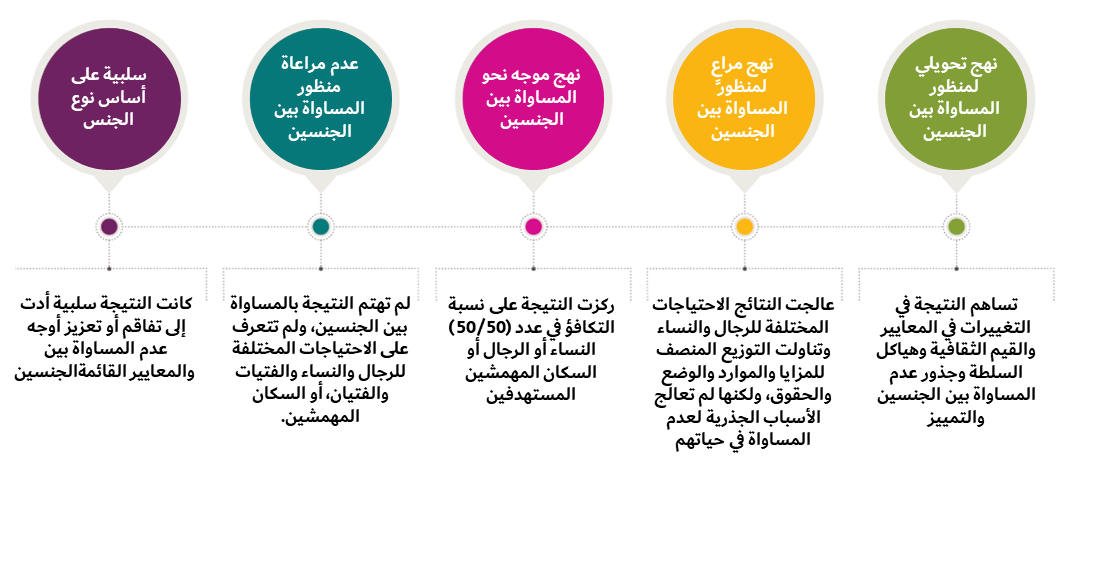 نهج تحويلي
لمنظور
المساواة بين
الجنسين
نهج مراعٍ
لمنظور
المساواة بين
الجنسين
نهج موجه نحو
المساواة بين
الجنسين
عدم مراعاة
منظور
المساواة بين
الجنسين
سلبية على
أساس نوع
الجنس
تساهم النتيجة في
التغييرات في المعايير
والقيم الثقافية وهياكل
السلطة وجذور عدم
المساواة بين الجنسين
والتمييز
عالجت النتائج الاحتياجات
المختلفة للرجال والنساء
وتناولت التوزيع المنصف
للمزايا والموارد والوضع
والحقوق، ولكنها لم تعالج
الأسباب الجذرية لعدم
المساواة في حياتهم
ركزت النتيجة على نسبة
التكافؤ في عدد (50/50)
النساء أو الرجال أو
السكان المهمشين
المستهدفين
لم تهتم النتيجة بالمساواة
بين الجنسين، ولم تتعرف
على الاحتياجات المختلفة
للرجال والنساء والفتيات
والفتيان، أو السكان
المهمشين.
كانت النتيجة سلبية أدت
إلى تفاقم أو تعزيز أوجه
عدم المساواة بين
والمعايير القائمةالجنسين